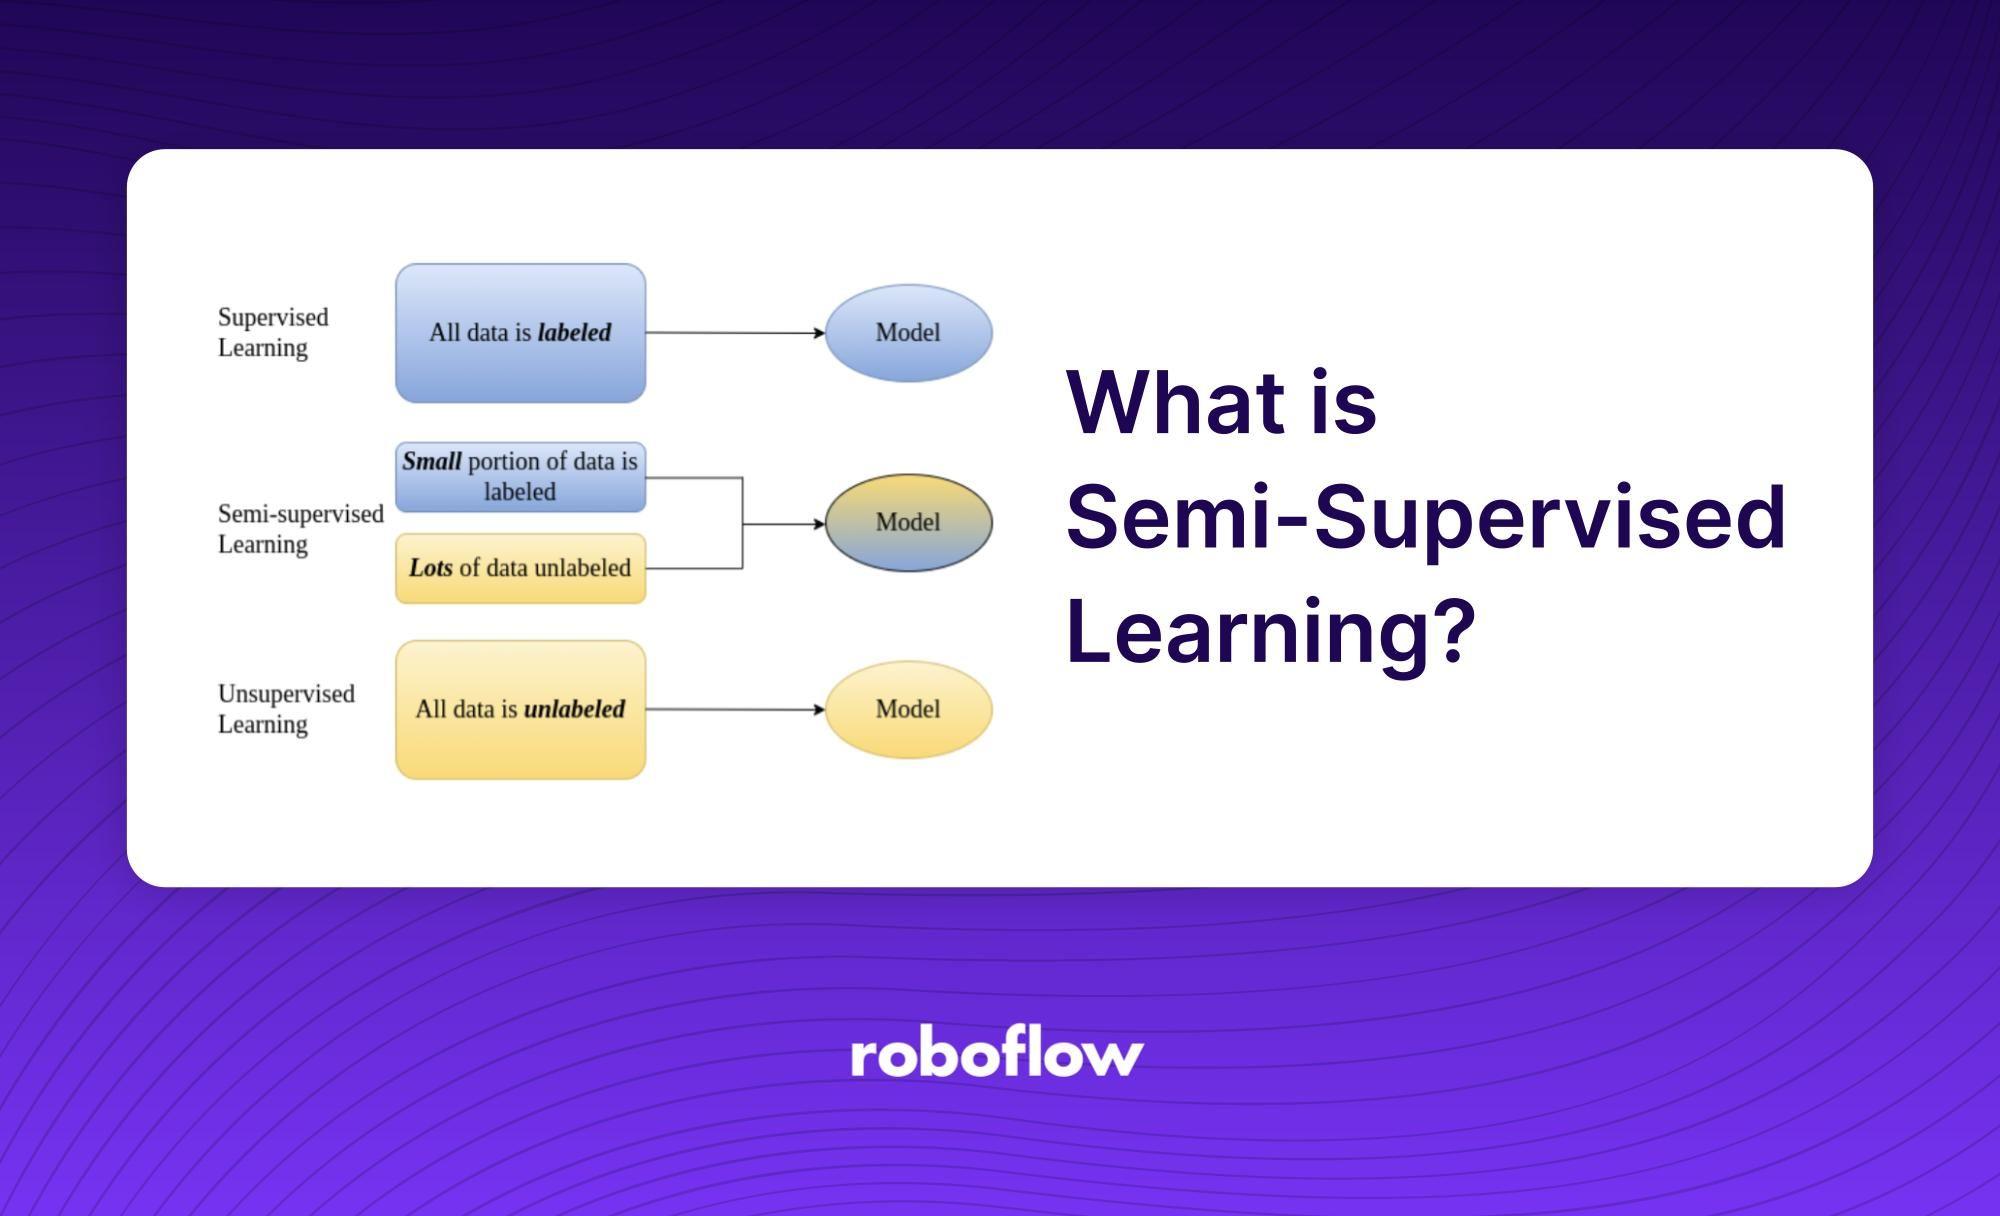 Supervised
Learning
All data is labeled
Model
Semi-supervised
Learning
Small portion of data is
labeled
Lots of data unlabeled
Model
Unsupervised
Learning
All data is unlabeled
Model
What is
Semi-Supervised
Learning?
roboflow